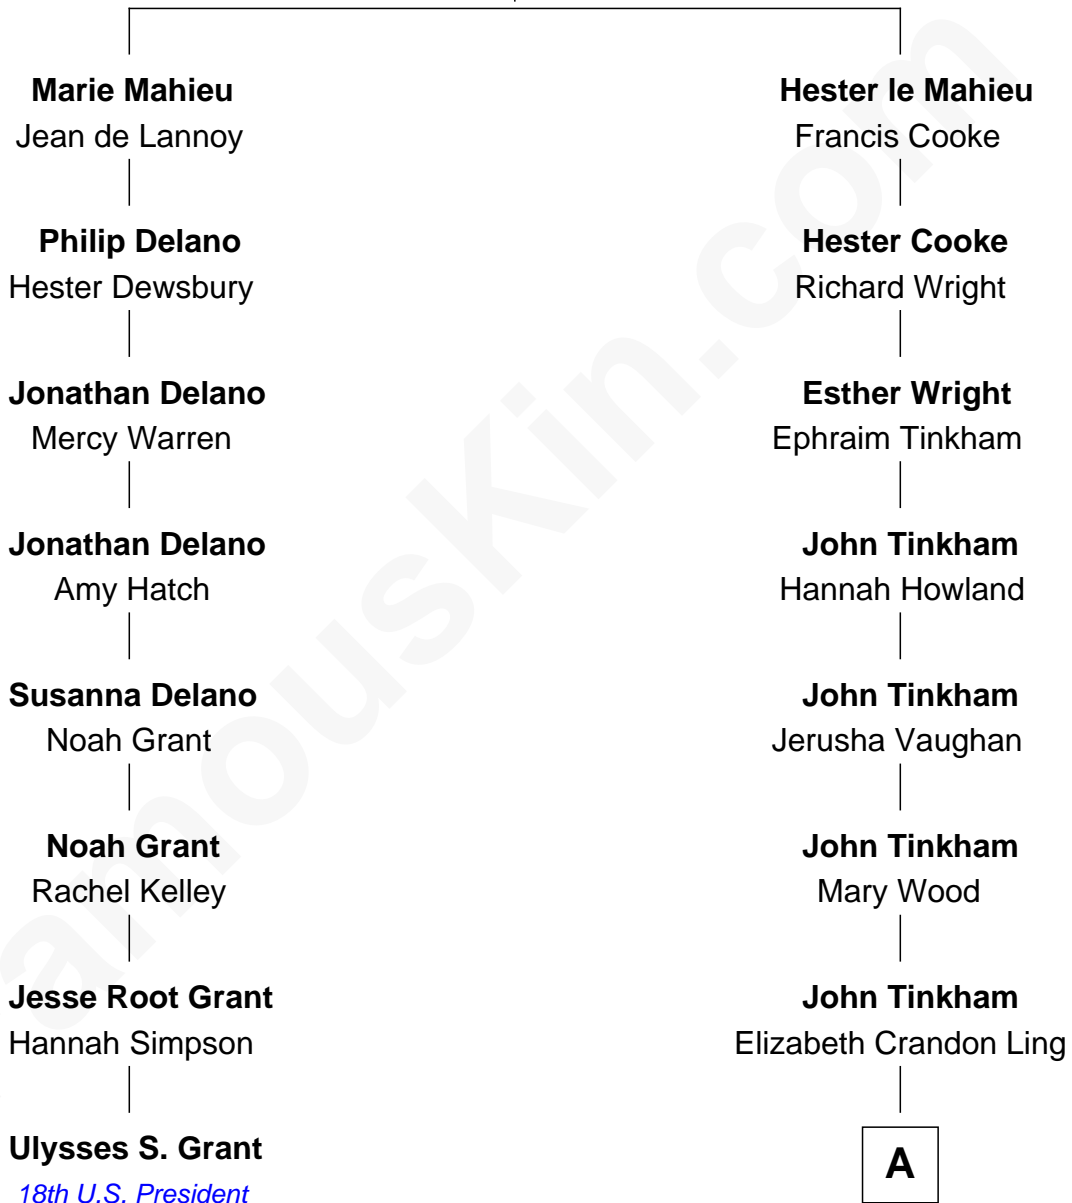 Marie Mahieu
Jean de Lannoy
Hester le Mahieu
Francis Cooke
Philip Delano
Hester Dewsbury
Hester Cooke
Richard Wright
Jonathan Delano
Mercy Warren
Esther Wright
Ephraim Tinkham
Jonathan Delano
Amy Hatch
John Tinkham
Hannah Howland
Susanna Delano
Noah Grant
John Tinkham
Jerusha Vaughan
Noah Grant
Rachel Kelley
John Tinkham
Mary Wood
Jesse Root Grant
Hannah Simpson
John Tinkham
Elizabeth Crandon Ling
Ulysses S. Grant
18th U.S. President
A
amousKin.com